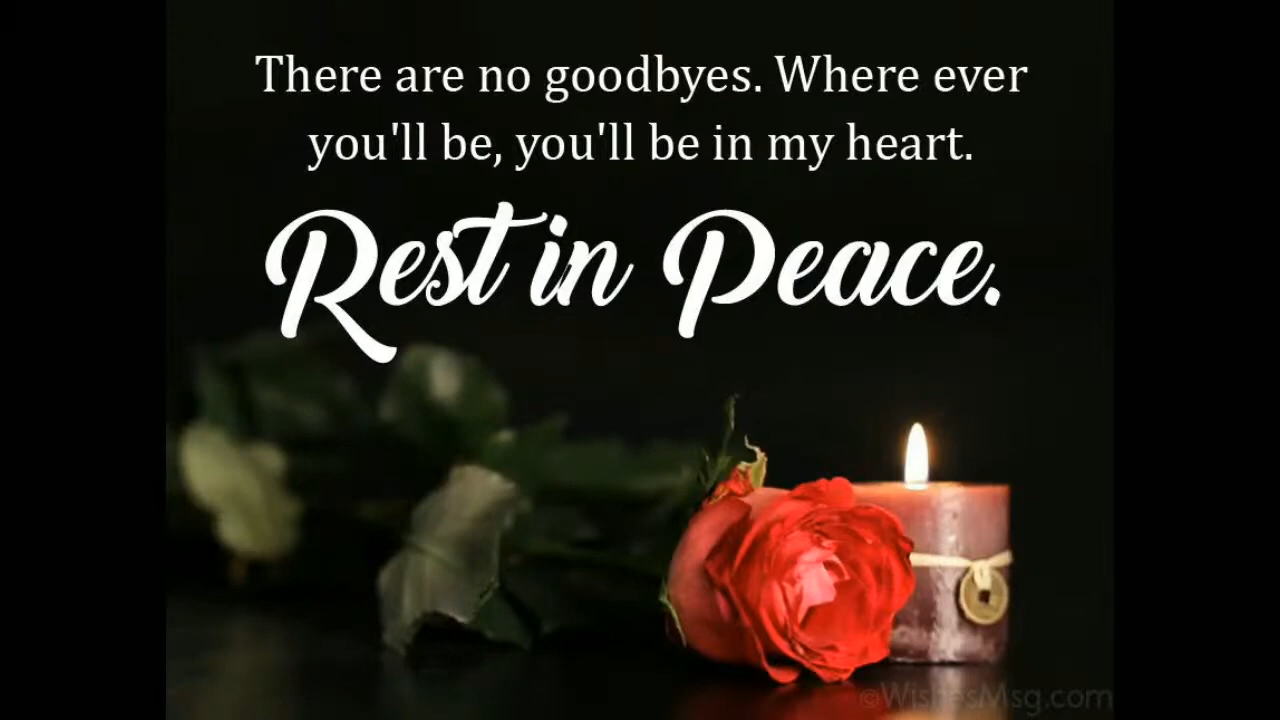 There are no goodbyes. Where ever
you'll be, you'll be in my heart.
Rest in Peace.
©WishesMsg.com